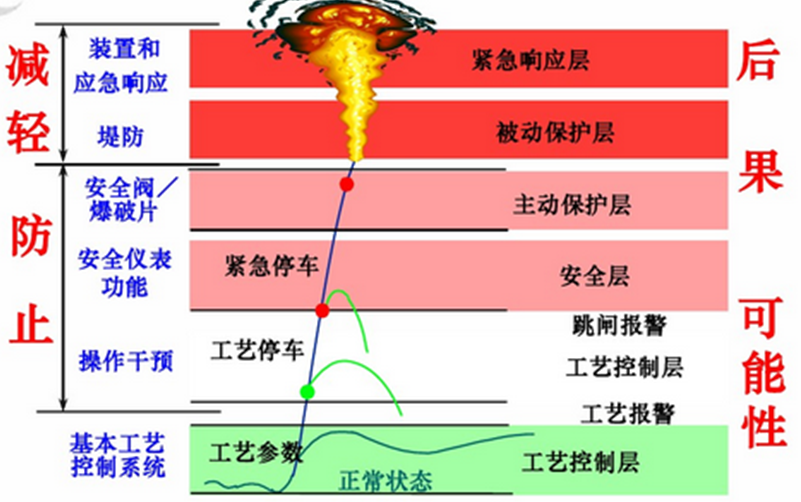 减轻
装置和
应急响应
紧急响应层
后果
堤防
被动保护层
防止
安全阀／
爆破片
主动保护层
安全仪表
功能
紧急停车
安全层
可能性
跳闸报警
操作干预
工艺停车
工艺控制层
工艺报警
基本工艺
控制系统
工艺参数
正常状态
工艺控制层